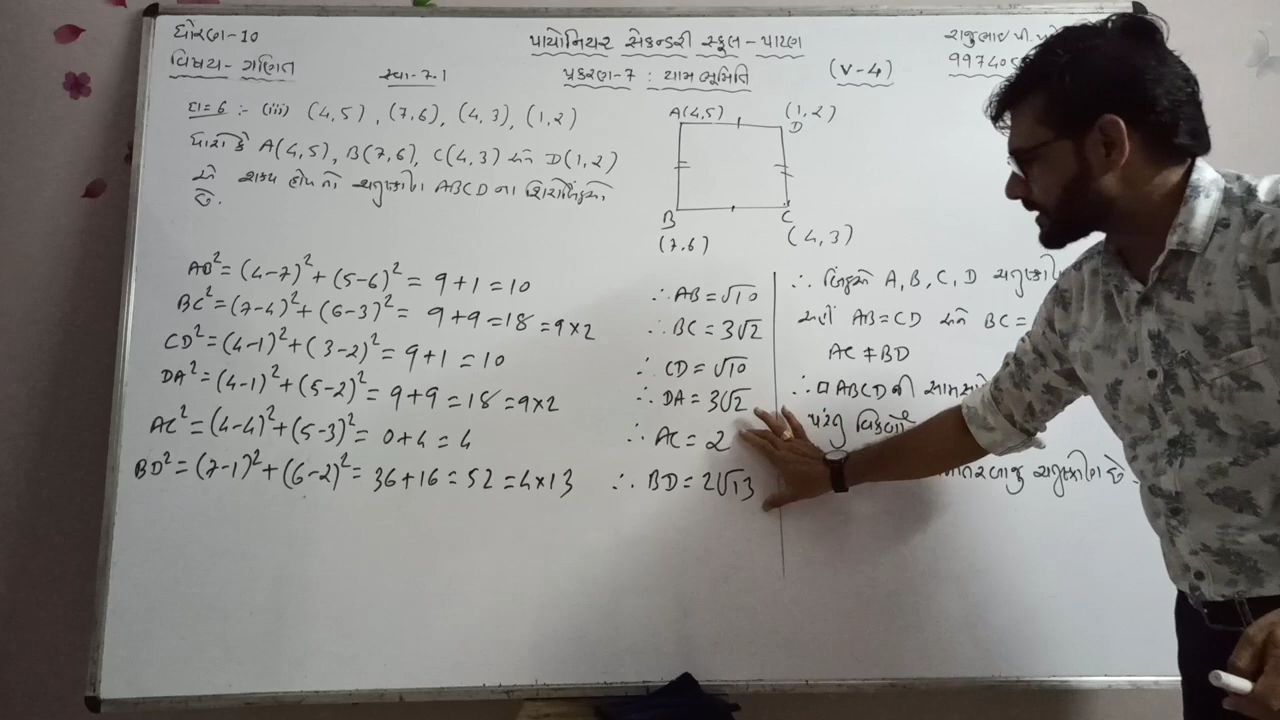 ધોરણ-10
વિષય- ગણિત
પાયોનિયર સેકન્ડરી સ્કૂલ - પાટણ
સ્વા-7.1
પ્રકરણ-7 : યામ ભૂમિતિ
(V-4)
રાજુભાઇ પી.
99740
દા=6 :- (iii) (4,5), (7,6), (4,3), (1,2)
ધારો કે A(4,5), B(7,6), C(4,3) અને D(1,2)
એ શક્ય હોય તો ચતુષ્કોણ ABCD ના શિરોબિંદુઓ
છે.
A(4,5)
(1,2)
D
B
C
(7,6)
(4,3)
AB² = (4-7)² + (5-6)² = 9+1 = 10
BC² = (7-4)² + (6-3)² = 9+9 = 18 = 9×2
CD² = (4-1)² + (3-2)² = 9+1 = 10
DA² = (4-1)² + (5-2)² = 9+9 = 18 = 9×2
AC² = (4-4)² + (5-3)² = 0+4 = 4
BD² = (7-1)² + (6-2)² = 36+16 = 52 = 4×13
∴ AB = √10
∴ BC = 3√2
∴ CD = √10
∴ DA = 3√2
∴ AC = 2
∴ BD = 2√13
∴ બિંદુઓ A, B, C, D
અહીં AB = CD અને BC =
AC ≠ BD
∴ □ABCD ની સામસામે
પરંતુ વિકર્ણો
ચતુષ્કોણ છે.